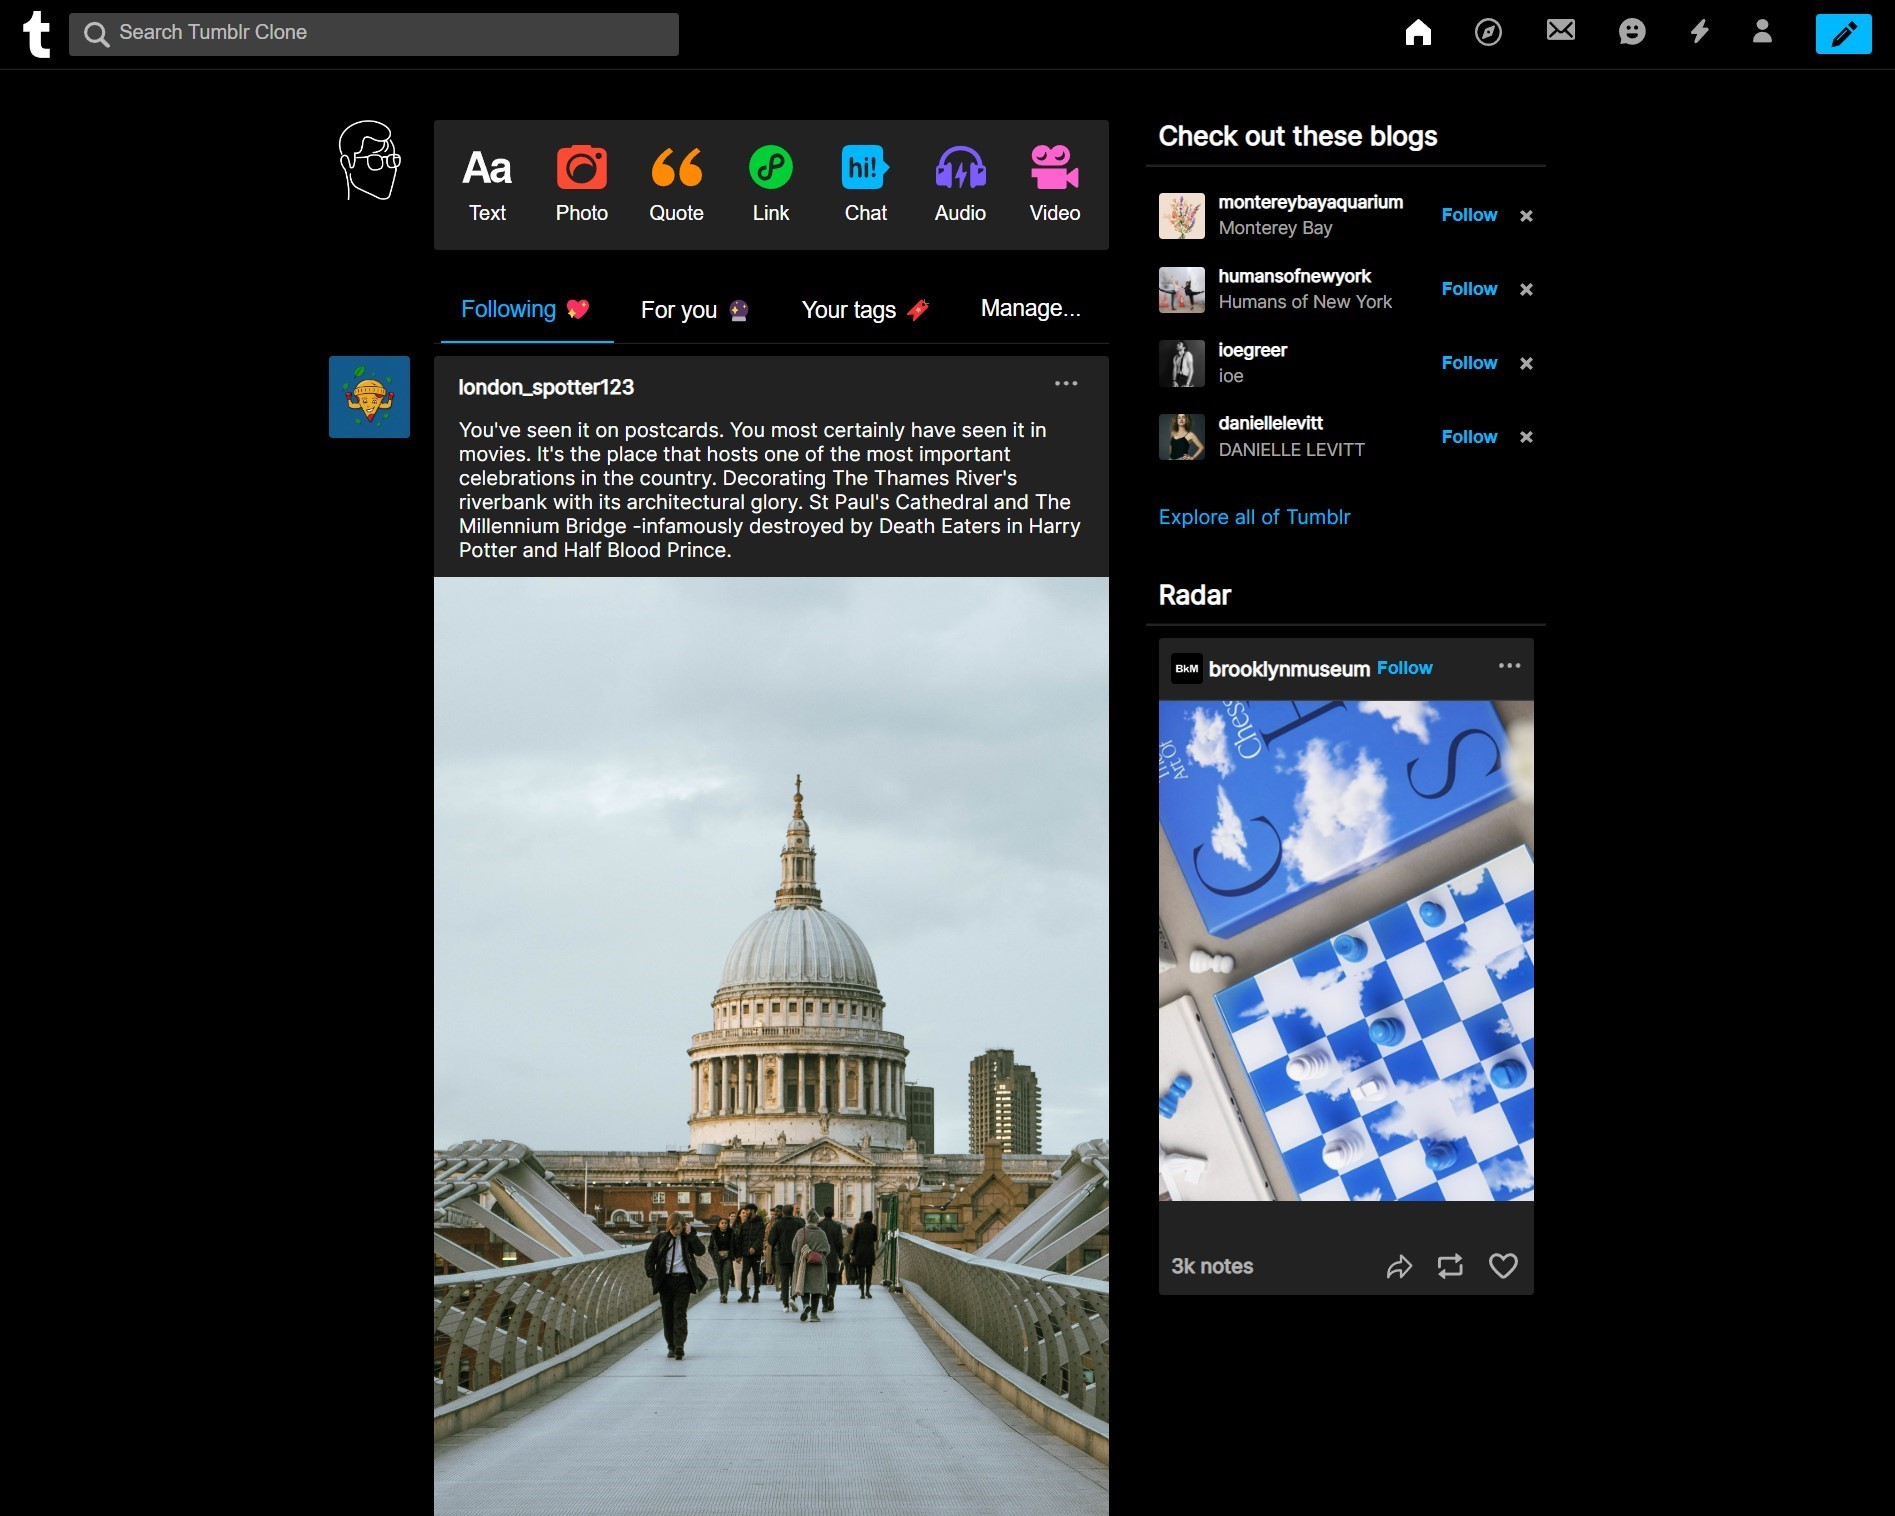 t
Search Tumblr Clone
Aa
hi!
Text
Photo
Quote
Link
Chat
Audio
Video
Following
For you
Your tags
Manage...
london_spotter123
You've seen it on postcards. You most certainly have seen it in
movies. It's the place that hosts one of the most important
celebrations in the country. Decorating The Thames River's
riverbank with its architectural glory. St Paul's Cathedral and The
Millennium Bridge -infamously destroyed by Death Eaters in Harry
Potter and Half Blood Prince.
Check out these blogs
montereybayaquarium
Monterey Bay
Follow
humansofnewyork
Humans of New York
Follow
ioegreer
ioe
Follow
daniellelevitt
DANIELLE LEVITT
Follow
Explore all of Tumblr
Radar
BkM
brooklynmuseum Follow
Art Of
Chess
C H S
3k notes